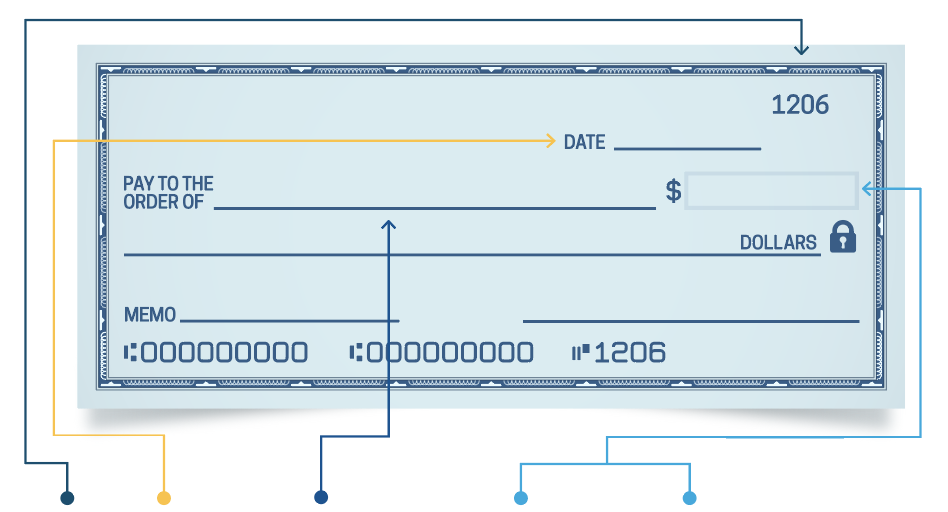 1206
DATE
PAY TO THE
ORDER OF
$
DOLLARS
MEMO
⑆000000000 ⑆000000000 ⑈1206